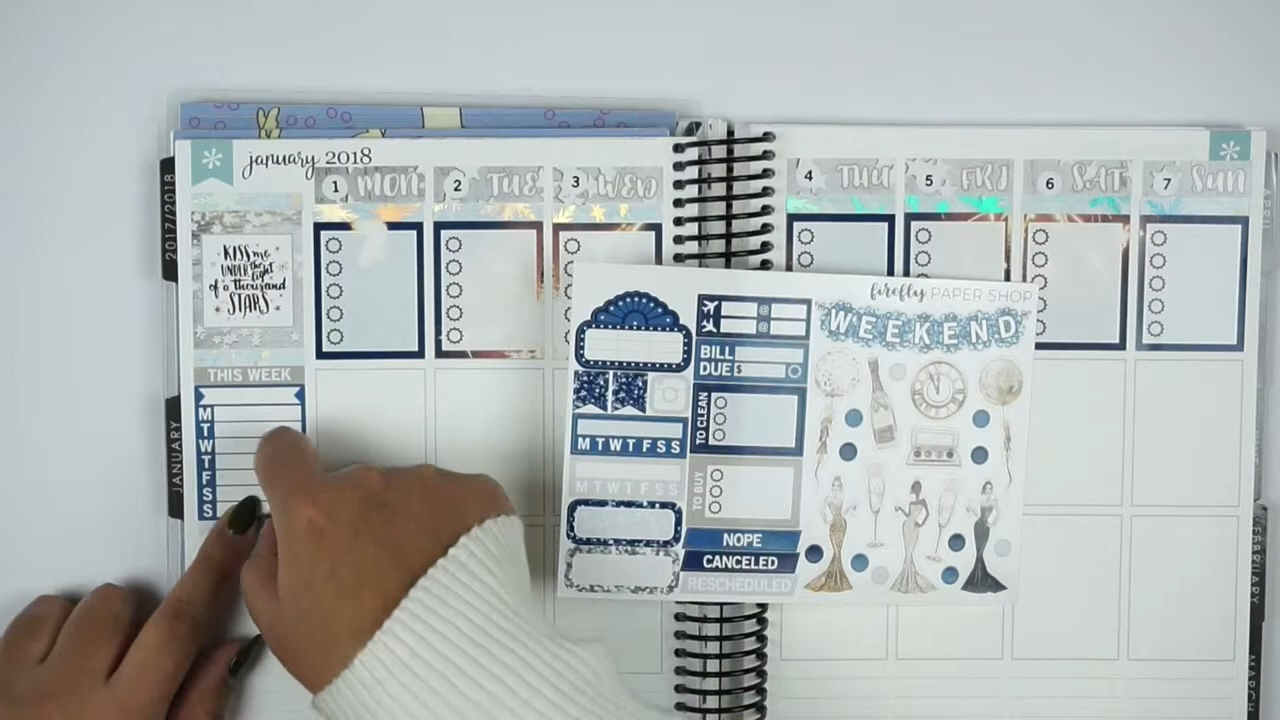 january 2018
1 MON
2 TUE
3 WED
4 THU
5 FRI
6 SAT
7 SUN
2017/2018
KISS me
UNDER the
light
of a thousand
STARS
THIS WEEK
M
T
W
T
F
S
S
JANUARY
firefly PAPER SHOP
WEEKEND
@
@
BILL
DUE $
TO CLEAN
M T W T F S S
M T W T F S S
TO BUY
NOPE
CANCELED
RESCHEDULED
APRIL
FEBRUARY
MARCH